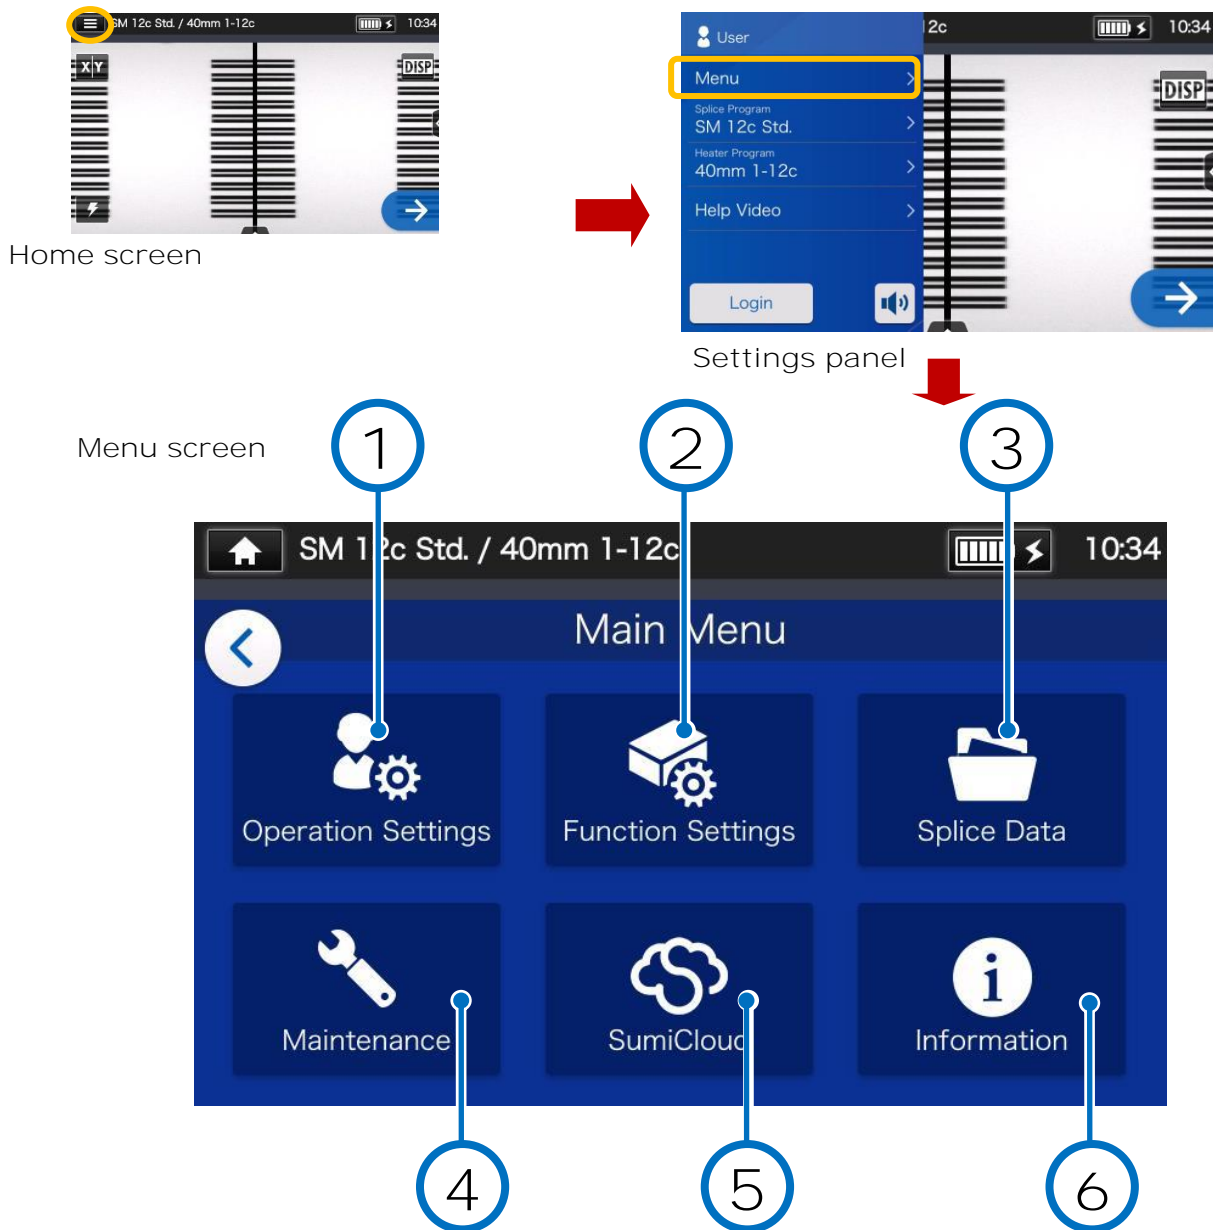 SM 12c Std. / 40mm 1-12c
10:34
X|Y
DISP
Home screen
2c
10:34
User
Menu
Splice Program
SM 12c Std.
Heater Program
40mm 1-12c
Help Video
Login
DISP
Settings panel
Menu screen
1
2
3
SM 12c Std. / 40mm 1-12c
10:34
Main Menu
Operation Settings
Function Settings
Splice Data
Maintenance
SumiCloud
Information
4
5
6